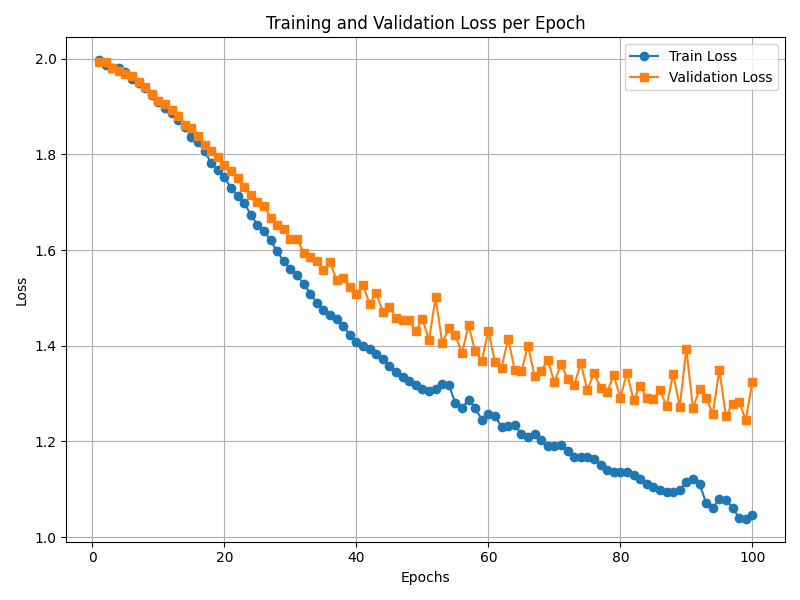 Training and Validation Loss per Epoch
Train Loss
Validation Loss
2.0
1.8
1.6
1.4
1.2
1.0
Loss
0
20
40
60
80
100
Epochs